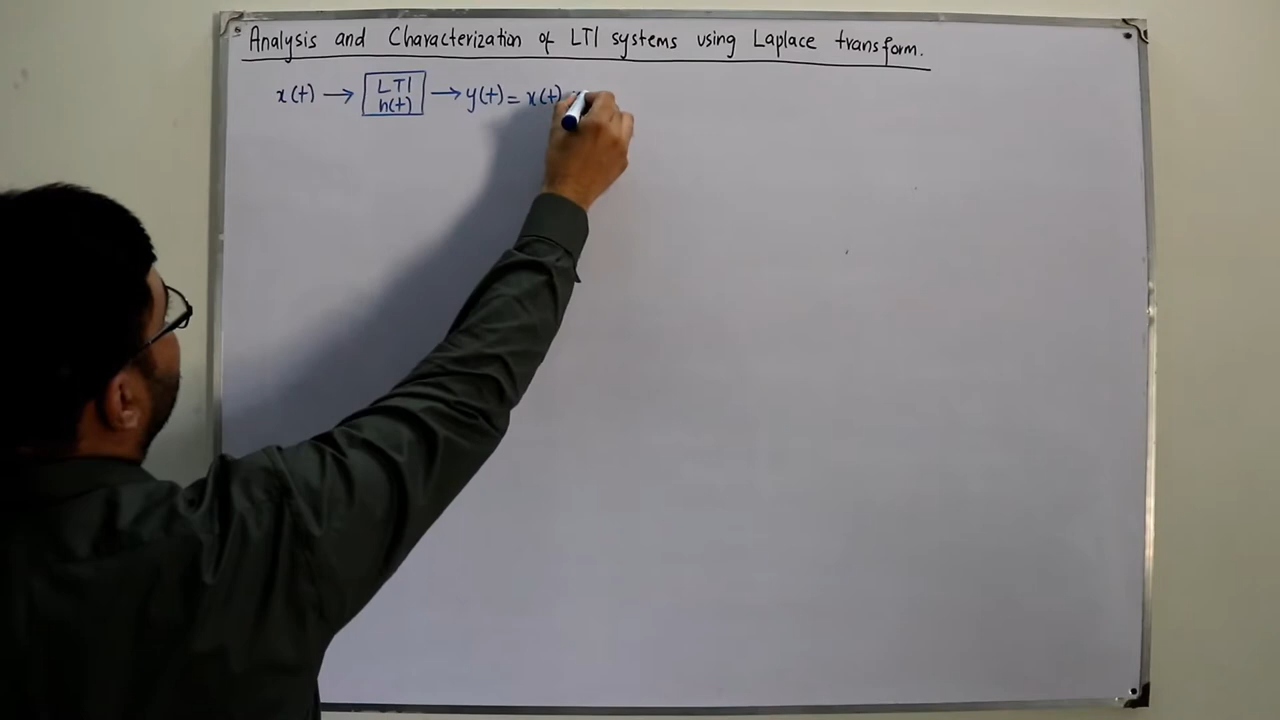 Analysis and Characterization of LTI systems using Laplace transform.
x(t) → LTI h(t) → y(t) = x(t)